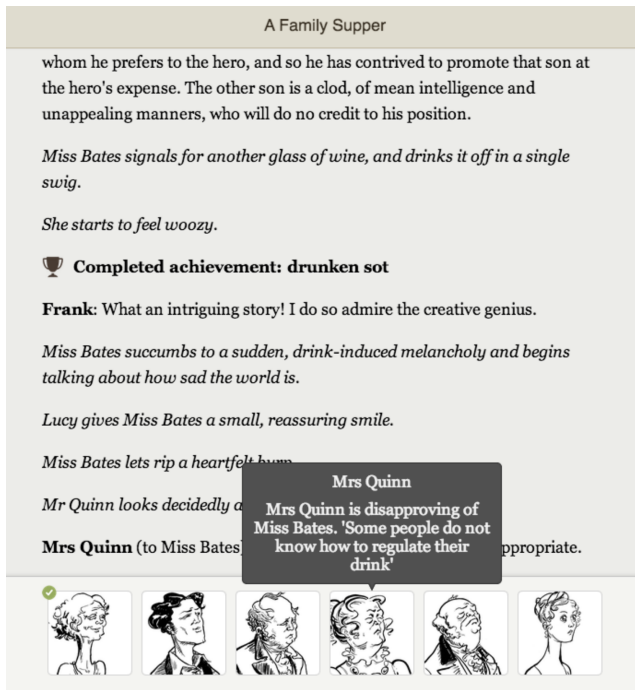 A Family Supper
whom he prefers to the hero, and so he has contrived to promote that son at
the hero's expense. The other son is a clod, of mean intelligence and
unappealing manners, who will do no credit to his position.
Miss Bates signals for another glass of wine, and drinks it off in a single
swig.
She starts to feel woozy.
Completed achievement: drunken sot
Frank: What an intriguing story! I do so admire the creative genius.
Miss Bates succumbs to a sudden, drink-induced melancholy and begins
talking about how sad the world is.
Lucy gives Miss Bates a small, reassuring smile.
Miss Bates lets rip a heartfelt burp.
Mr Quinn looks decidedly
Mrs Quinn (to Miss Bates)
Mrs Quinn
Mrs Quinn is disapproving of
Miss Bates. 'Some people do not
know how to regulate their
drink'